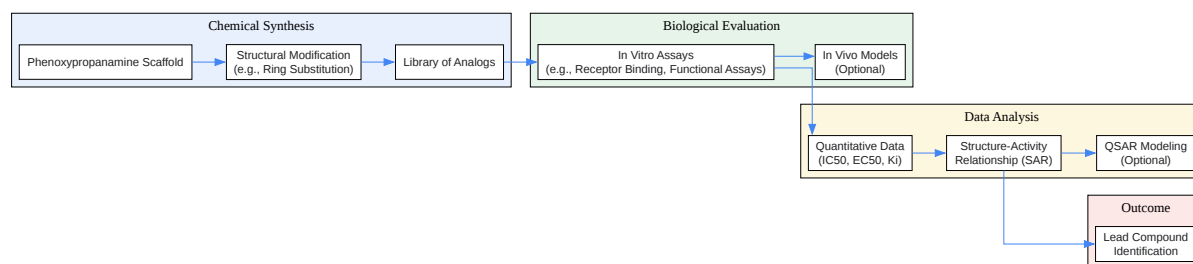 Chemical Synthesis
Phenoxypropanamine Scaffold
Structural Modification
(e.g., Ring Substitution)
Library of Analogs
Biological Evaluation
In Vitro Assays
(e.g., Receptor Binding, Functional Assays)
In Vivo Models
(Optional)
Data Analysis
Quantitative Data
(IC50, EC50, Ki)
Structure-Activity
Relationship (SAR)
QSAR Modeling
(Optional)
Outcome
Lead Compound
Identification